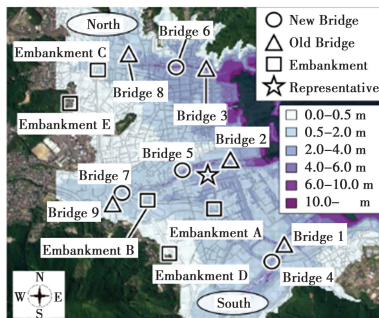 North
New Bridge
Old Bridge
Embankment
Representative
Embankment C
Bridge 6
Bridge 8
Bridge 3
Embankment E
0.0–0.5 m
0.5–2.0 m
2.0–4.0 m
4.0–6.0 m
6.0–10.0 m
10.0– m
Bridge 2
Bridge 5
Bridge 7
Bridge 9
Embankment B
Embankment A
Bridge 1
Embankment D
Bridge 4
South
N
W E
S